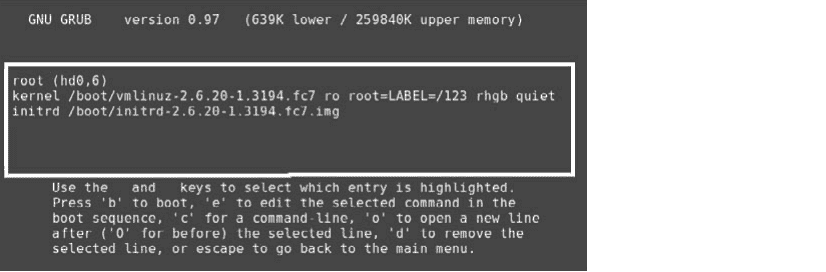 GNU GRUB version 0.97 (639K lower / 259840K upper memory)
root (hd0,6)
kernel /boot/vmlinuz-2.6.20-1.3194.fc7 ro root=LABEL=/123 rhgb quiet
initrd /boot/initrd-2.6.20-1.3194.fc7.img
Use the and keys to select which entry is highlighted.
Press 'b' to boot, 'e' to edit the selected command in the
boot sequence, 'c' for a command-line, 'o' to open a new line
after ('O' for before) the selected line, 'd' to remove the
selected line, or escape to go back to the main menu.